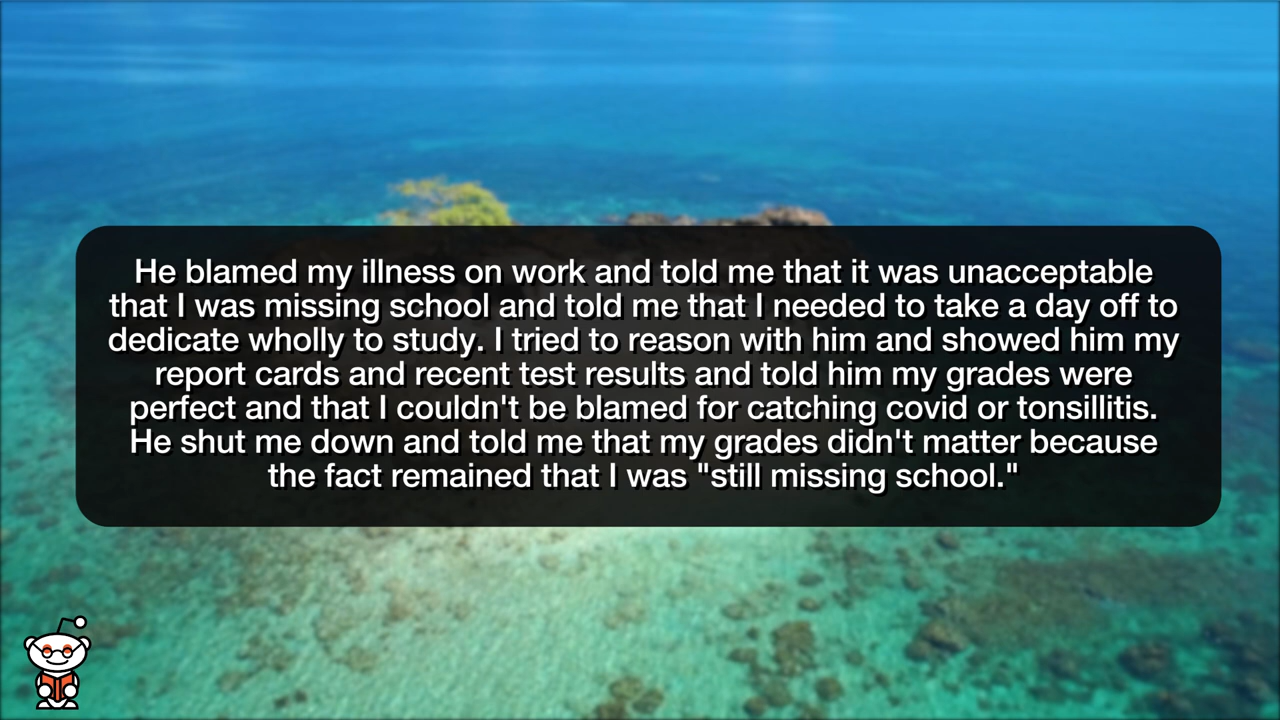 He blamed my illness on work and told me that it was unacceptable
that I was missing school and told me that I needed to take a day off to
dedicate wholly to study. I tried to reason with him and showed him my
report cards and recent test results and told him my grades were
perfect and that I couldn't be blamed for catching covid or tonsillitis.
He shut me down and told me that my grades didn't matter because
the fact remained that I was "still missing school."